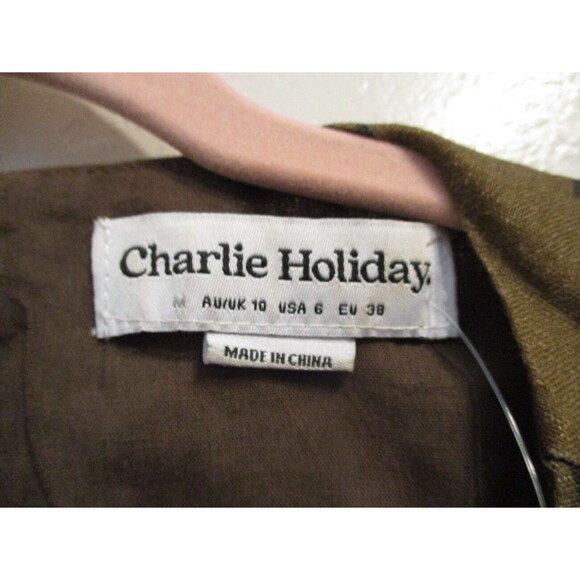 Charlie Holiday.
M AU/UK 10 USA 6 EU 38
MADE IN CHINA